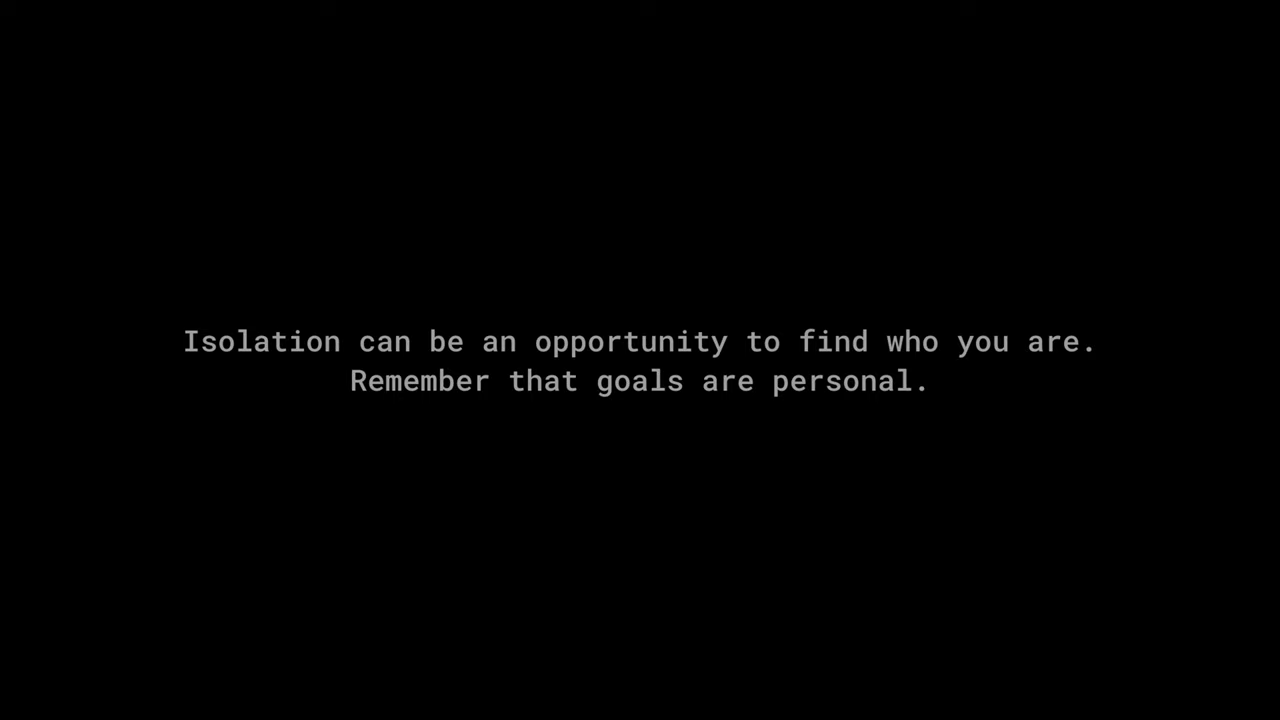 Isolation can be an opportunity to find who you are.
Remember that goals are personal.